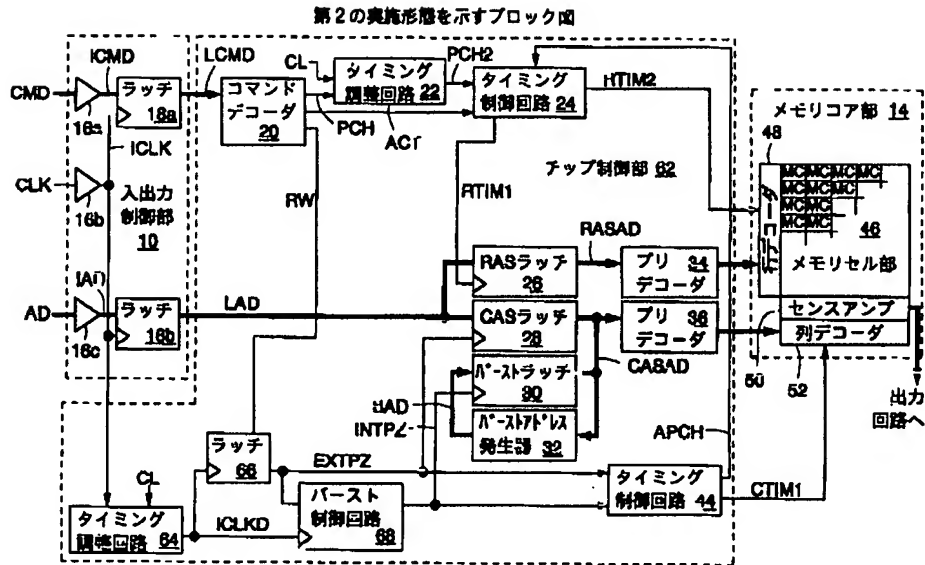 第2の実施形態を示すブロック図
ICMD
LCMD
CMD
16a
ラッチ
18a
コマンド
デコーダ
20
CL
タイミング
調整回路 22
PCH2
PCH
ACT
タイミング
制御回路 24
RTIM2
メモリコア部 14
48
ICLK
CLK
16b
入出力
制御部
10
RW
RTIM1
チップ制御部 62
行デコーダ
MC MC MC MC
MC MC MC
MC MC
MC MC
46
メモリセル部
IAD
AD
16c
ラッチ
16b
LAD
RASラッチ
26
RASAD
プリ 34
デコーダ
CASラッチ
28
プリ 36
デコーダ
センスアンプ
列デコーダ
50
52
バーストラッチ
30
CASAD
BAD
INTPZ
バーストアドレス
発生器 32
APCH
出力
回路へ
ラッチ
66
EXTPZ
CL
タイミング
調整回路 64
ICLKD
バースト
制御回路
68
タイミング
制御回路 44
CTIM1